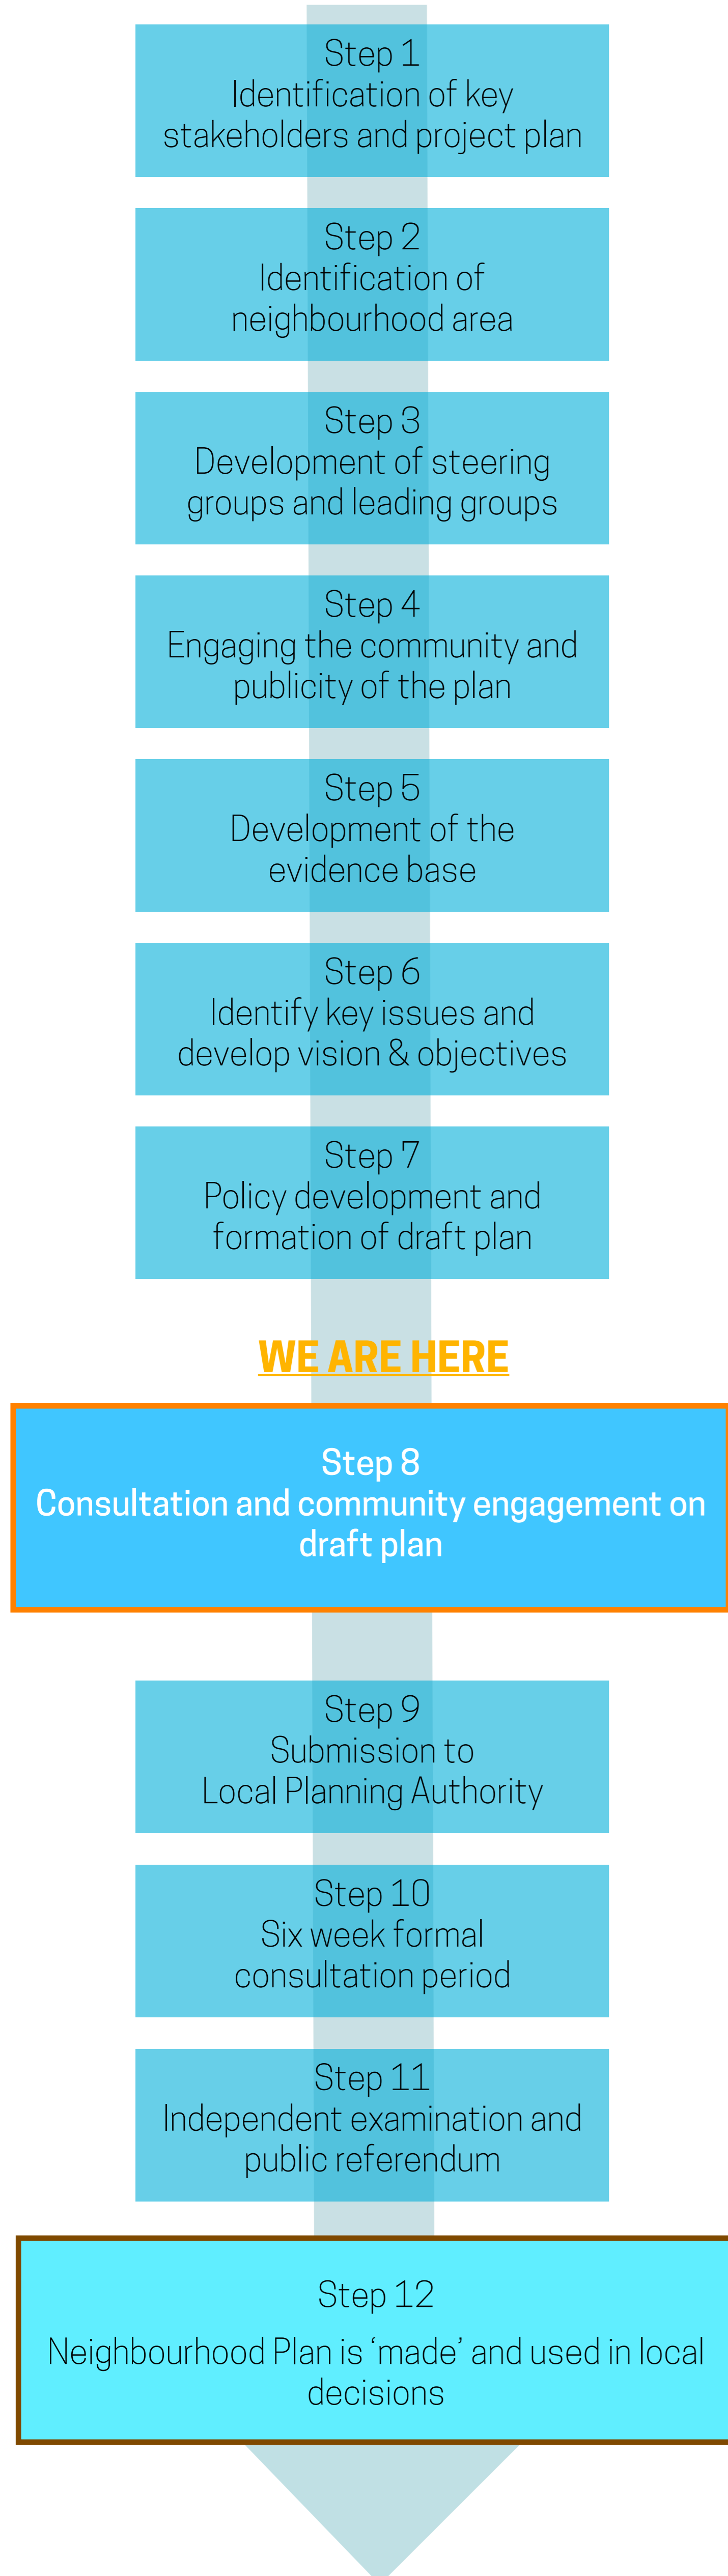 Step 1
Identification of key
stakeholders and project plan
Step 2
Identification of
neighbourhood area
Step 3
Development of steering
groups and leading groups
Step 4
Engaging the community and
publicity of the plan
Step 5
Development of the
evidence base
Step 6
Identify key issues and
develop vision & objectives
Step 7
Policy development and
formation of draft plan
WE ARE HERE
Step 8
Consultation and community engagement on
draft plan
Step 9
Submission to
Local Planning Authority
Step 10
Six week formal
consultation period
Step 11
Independent examination and
public referendum
Step 12
Neighbourhood Plan is ‘made’ and used in local
decisions